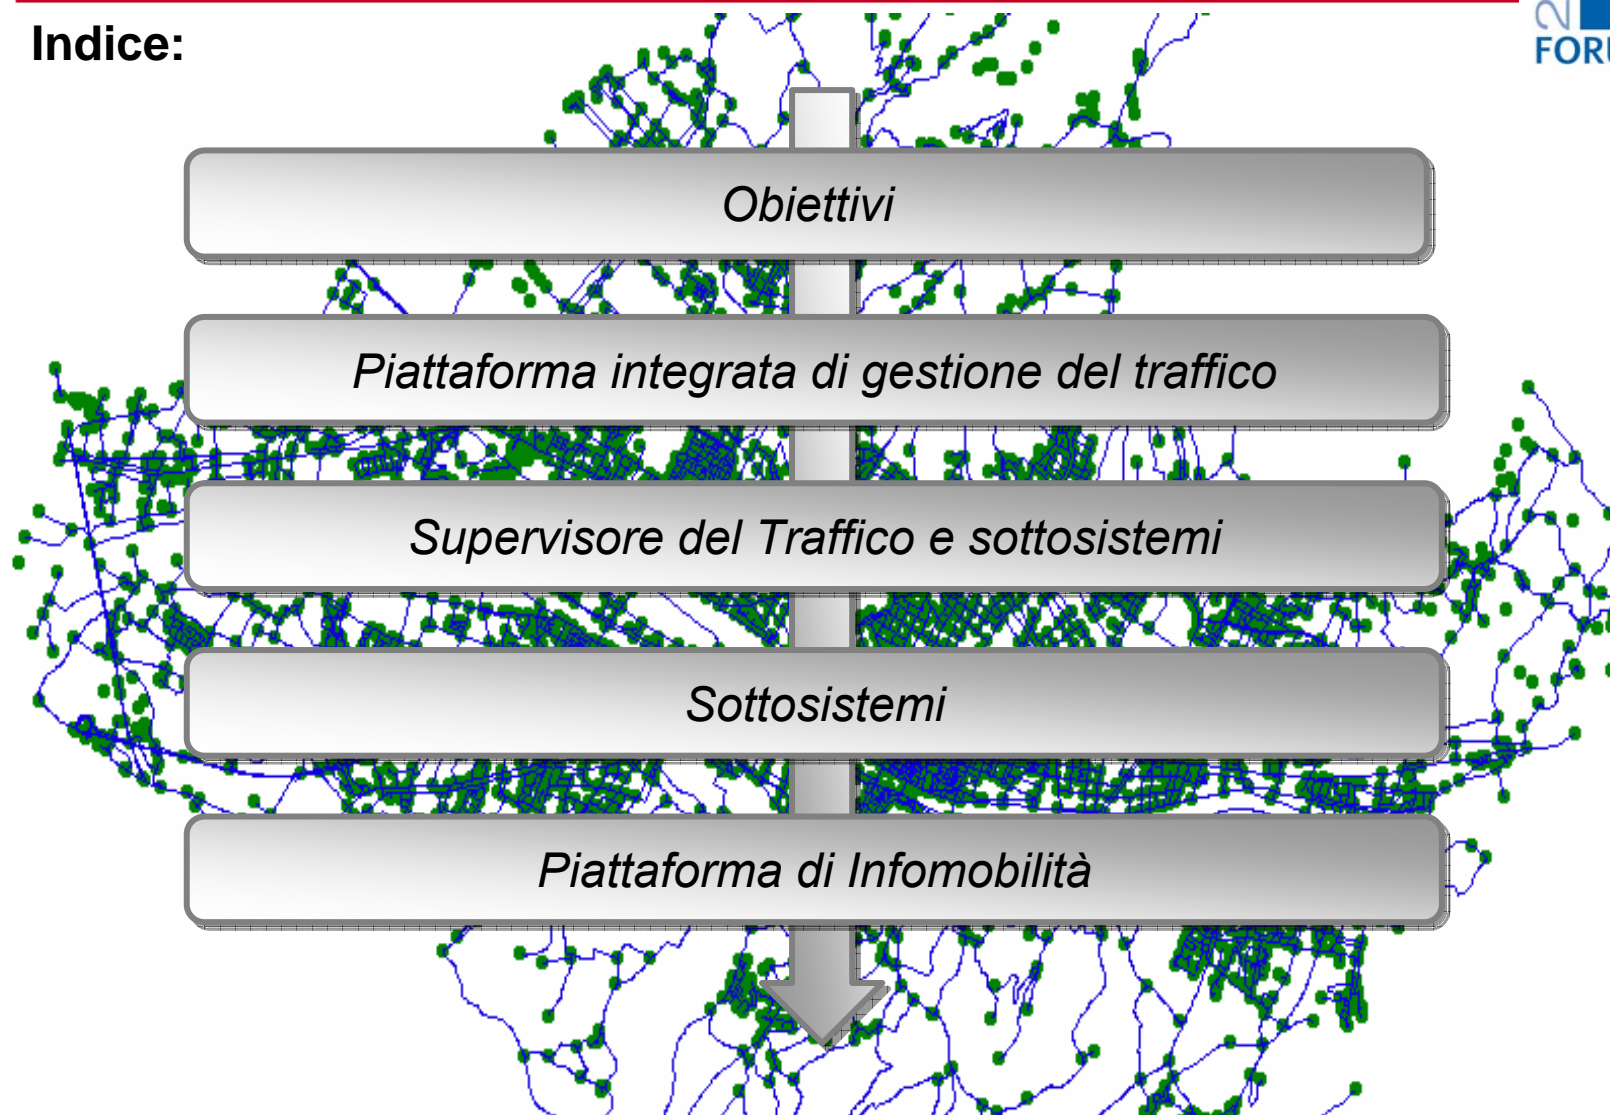 Indice:
Obiettivi
Piattaforma integrata di gestione del traffico
Supervisore del Traffico e sottosistemi
Sottosistemi
Piattaforma di Infomobilità